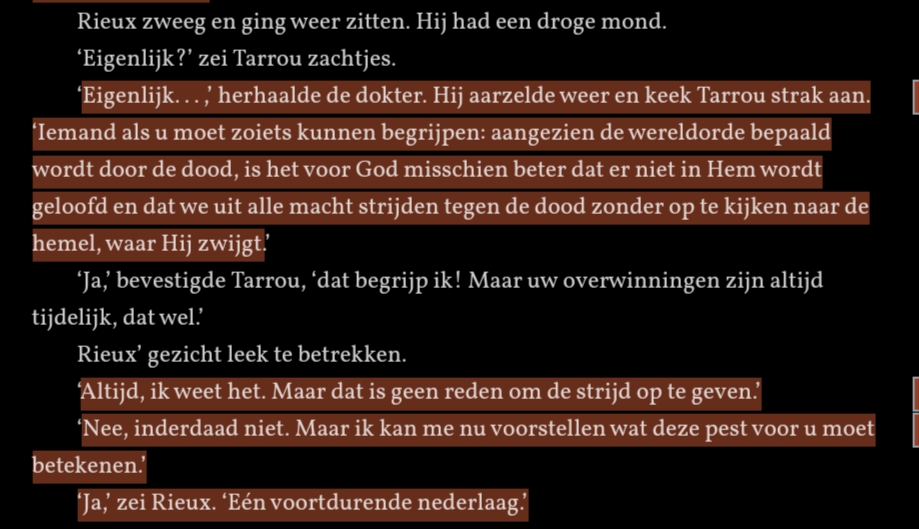 Rieux zweeg en ging weer zitten. Hij had een droge mond.
‘Eigenlijk?’ zei Tarrou zachtjes.
‘Eigenlijk. . . ,’ herhaalde de dokter. Hij aarzelde weer en keek Tarrou strak aan.
‘Iemand als u moet zoiets kunnen begrijpen: aangezien de wereldorde bepaald
wordt door de dood, is het voor God misschien beter dat er niet in Hem wordt
geloofd en dat we uit alle macht strijden tegen de dood zonder op te kijken naar de
hemel, waar Hij zwijgt.’
‘Ja,’ bevestigde Tarrou, ‘dat begrijp ik! Maar uw overwinningen zijn altijd
tijdelijk, dat wel.’
Rieux’ gezicht leek te betrekken.
‘Altijd, ik weet het. Maar dat is geen reden om de strijd op te geven.’
‘Nee, inderdaad niet. Maar ik kan me nu voorstellen wat deze pest voor u moet
betekenen.’
‘Ja,’ zei Rieux. ‘Eén voortdurende nederlaag.’